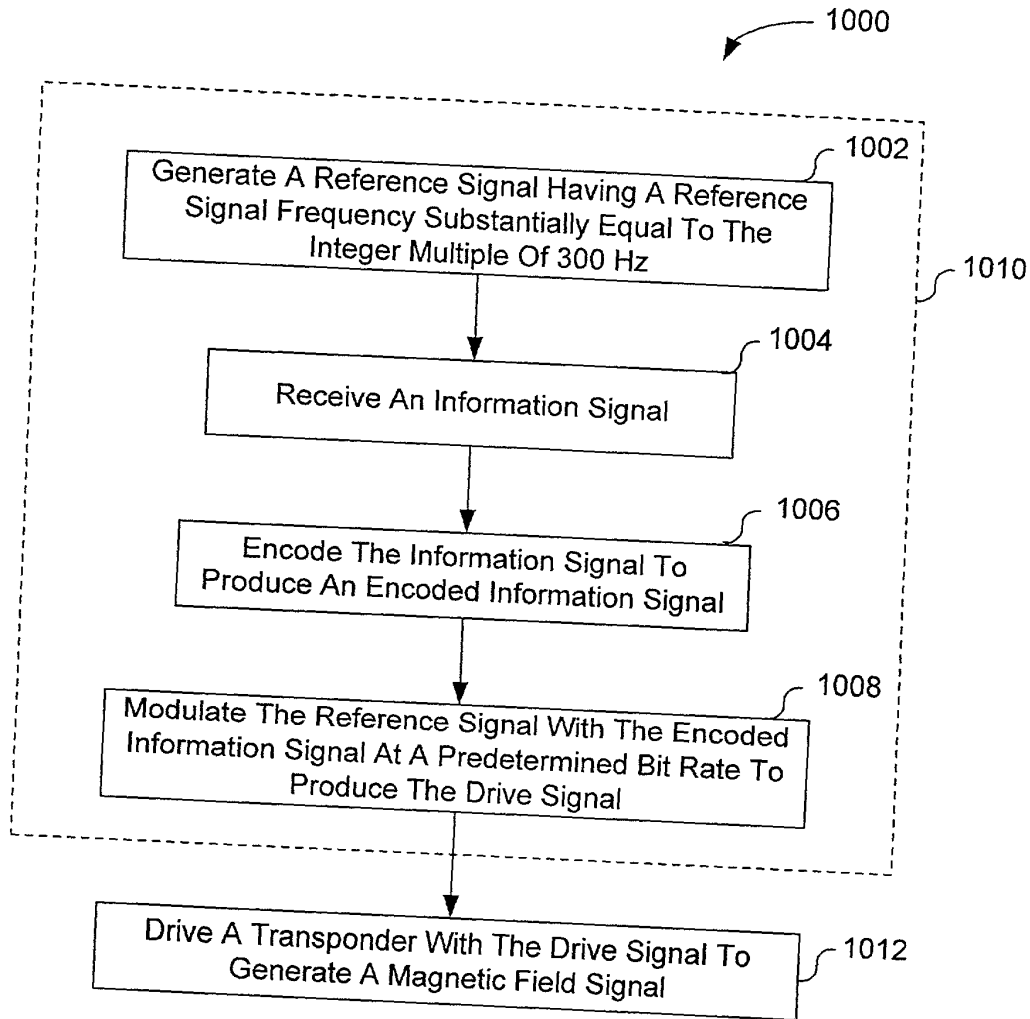 1000
1002
Generate A Reference Signal Having A Reference
Signal Frequency Substantially Equal To The
Integer Multiple Of 300 Hz
1010
1004
Receive An Information Signal
1006
Encode The Information Signal To
Produce An Encoded Information Signal
1008
Modulate The Reference Signal With The Encoded
Information Signal At A Predetermined Bit Rate To
Produce The Drive Signal
Drive A Transponder With The Drive Signal To
Generate A Magnetic Field Signal
1012